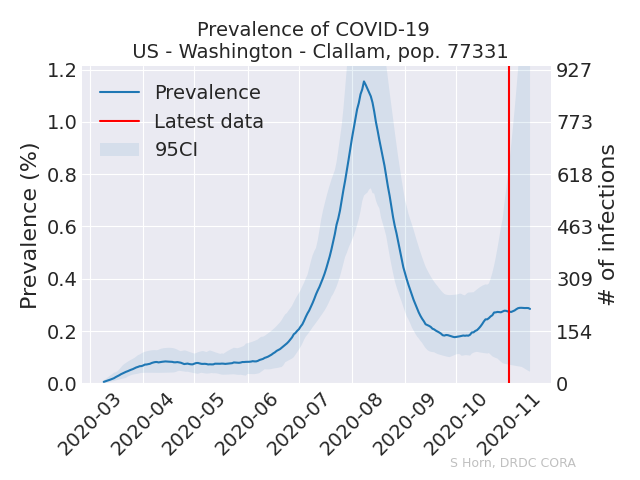 Prevalence of COVID-19
US - Washington - Clallam, pop. 77331
Prevalence
Latest data
95CI
Prevalence (%)
1.2
1.0
0.8
0.6
0.4
0.2
0.0
927
773
618
463
309
154
0
# of infections
2020-03
2020-04
2020-05
2020-06
2020-07
2020-08
2020-09
2020-10
2020-11
S Horn, DRDC CORA